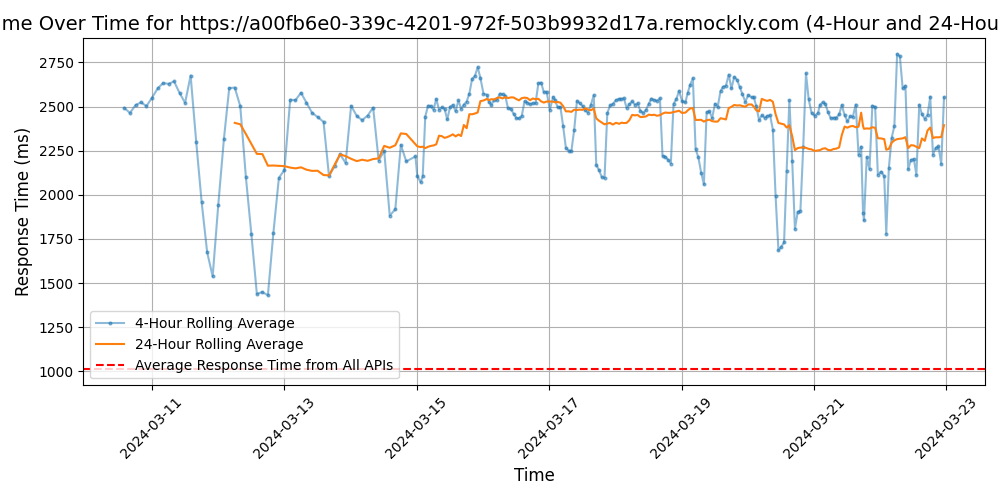 me Over Time for https://a00fb6e0-339c-4201-972f-503b9932d17a.remockly.com (4-Hour and 24-Hou
Response Time (ms)
2750
2500
2250
2000
1750
1500
1250
1000
4-Hour Rolling Average
24-Hour Rolling Average
Average Response Time from All APIs
2024-03-11
2024-03-13
2024-03-15
2024-03-17
2024-03-19
2024-03-21
2024-03-23
Time